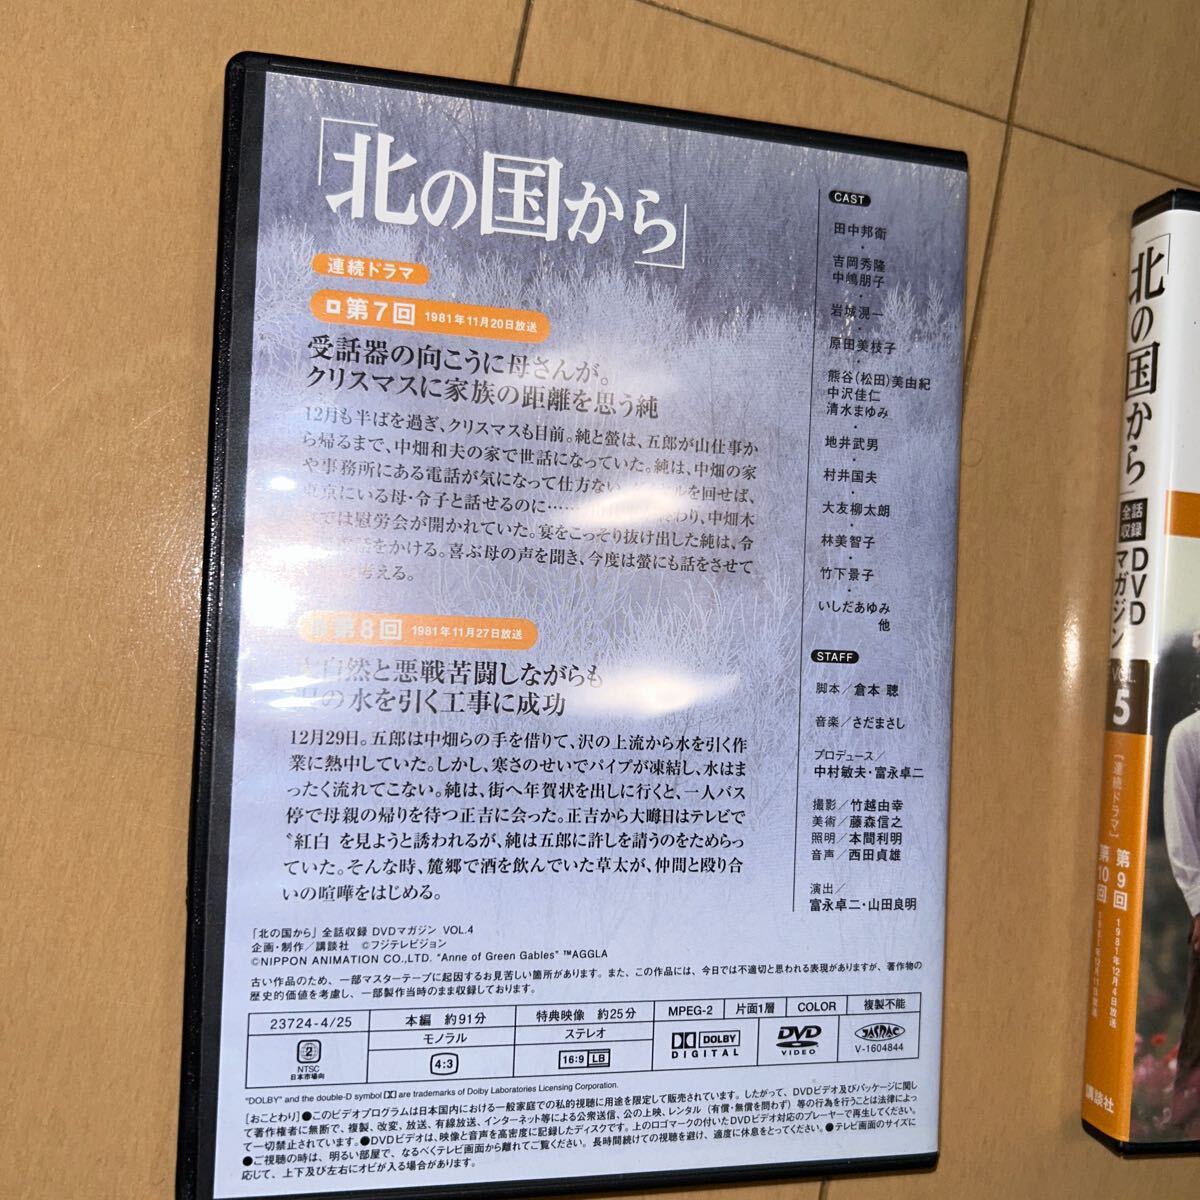 「北の国から」
連続ドラマ
第7回 1981年11月20日放送
受話器の向こうに母さんが。
クリスマスに家族の距離を思う純
12月も半ばを過ぎ、クリスマスも目前。純と螢は、五郎が山仕事か
ら帰るまで、中畑和夫の家で世話になっていた。純は、中畑の家
や事務所にある電話が気になって仕方ない。ダイヤルを回せば、
東京にいる母・令子と話せるのに……。 わり、中畑木
では慰労会が開かれていた。宴をこっそり抜け出した純は、令
話をかける。喜ぶ母の声を聞き、今度は螢にも話をさせて
考える。
第8回 1981年11月27日放送
自然と悪戦苦闘しながらも
の水を引く工事に成功
12月29日。五郎は中畑らの手を借りて、沢の上流から水を引く作
業に熱中していた。しかし、寒さのせいでパイプが凍結し、水はま
ったく流れてこない。純は、街へ年賀状を出しに行くと、一人バス
停で母親の帰りを待つ正吉に会った。正吉から大晦日はテレビで
〝紅白 を見ようと誘われるが、純は五郎に許しを請うのをためらっ
ていた。そんな時、麓郷で酒を飲んでいた草太が、仲間と殴り合
いの喧嘩をはじめる。
CAST
田中邦衛
・
吉岡秀隆
中嶋朋子
・
岩城滉一
・
原田美枝子
・
熊谷(松田)美由紀
中沢佳仁
清水まゆみ
・
地井武男
・
村井国夫
・
大友柳太朗
・
林美智子
・
竹下景子
・
いしだあゆみ
他
STAFF
脚本／倉本 聰
音楽／さだまさし
プロデュース／
中村敏夫・富永卓二
撮影／竹越由幸
美術／藤森信之
照明／本間利明
音声／西田貞雄
演出／
富永卓二・山田良明
「北の国から」全話収録 DVDマガジン VOL.4
企画・制作／講談社 ©フジテレビジョン
©NIPPON ANIMATION CO.,LTD. "Anne of Green Gables" ™AGGLA
古い作品のため、一部マスターテープに起因するお見苦しい箇所があります。また、この作品には、今日では不適切と思われる表現がありますが、著作物の
歴史的価値を考慮し、一部製作当時のまま収録しております。
23724-4/25 本編 約91分 特典映像 約25分 MPEG-2 片面1層 COLOR 複製不能
モノラル ステレオ
2 NTSC 日本市場向 4:3 16:9 LB DOLBY DIGITAL DVD VIDEO JASRAC V-1604844
"DOLBY" and the double-D symbol are trademarks of Dolby Laboratories Licensing Corporation.
[おことわり]●このビデオプログラムは日本国内における一般家庭での私的視聴に用途を限定して販売されています。したがって、DVDビデオ及びパッケージに関し
て著作権者に無断で、複製、改変、放送、有線放送、インターネット等による公衆送信、公の上映、レンタル（有償・無償を問わず）等の行為を行うことは法律によっ
て一切禁止されています。●DVDビデオは、映像と音声を高密度に記録したディスクです。上のロゴマークの付いたDVDビデオ対応のプレーヤーで再生してください。
●ご視聴の時は、明るい部屋で、なるべくテレビ画面から離れてご覧ください。長時間続けての視聴を避け、適度に休息をとってください。●テレビ画面のサイズに
応じて、上下及び左右にオビが入る場合があります。
「北の国から」全話収録 DVDマガジン VOL.5
[連続ドラマ] 第9回 1981年12月4日放送
第10回 1981年12月11日放送
講談社